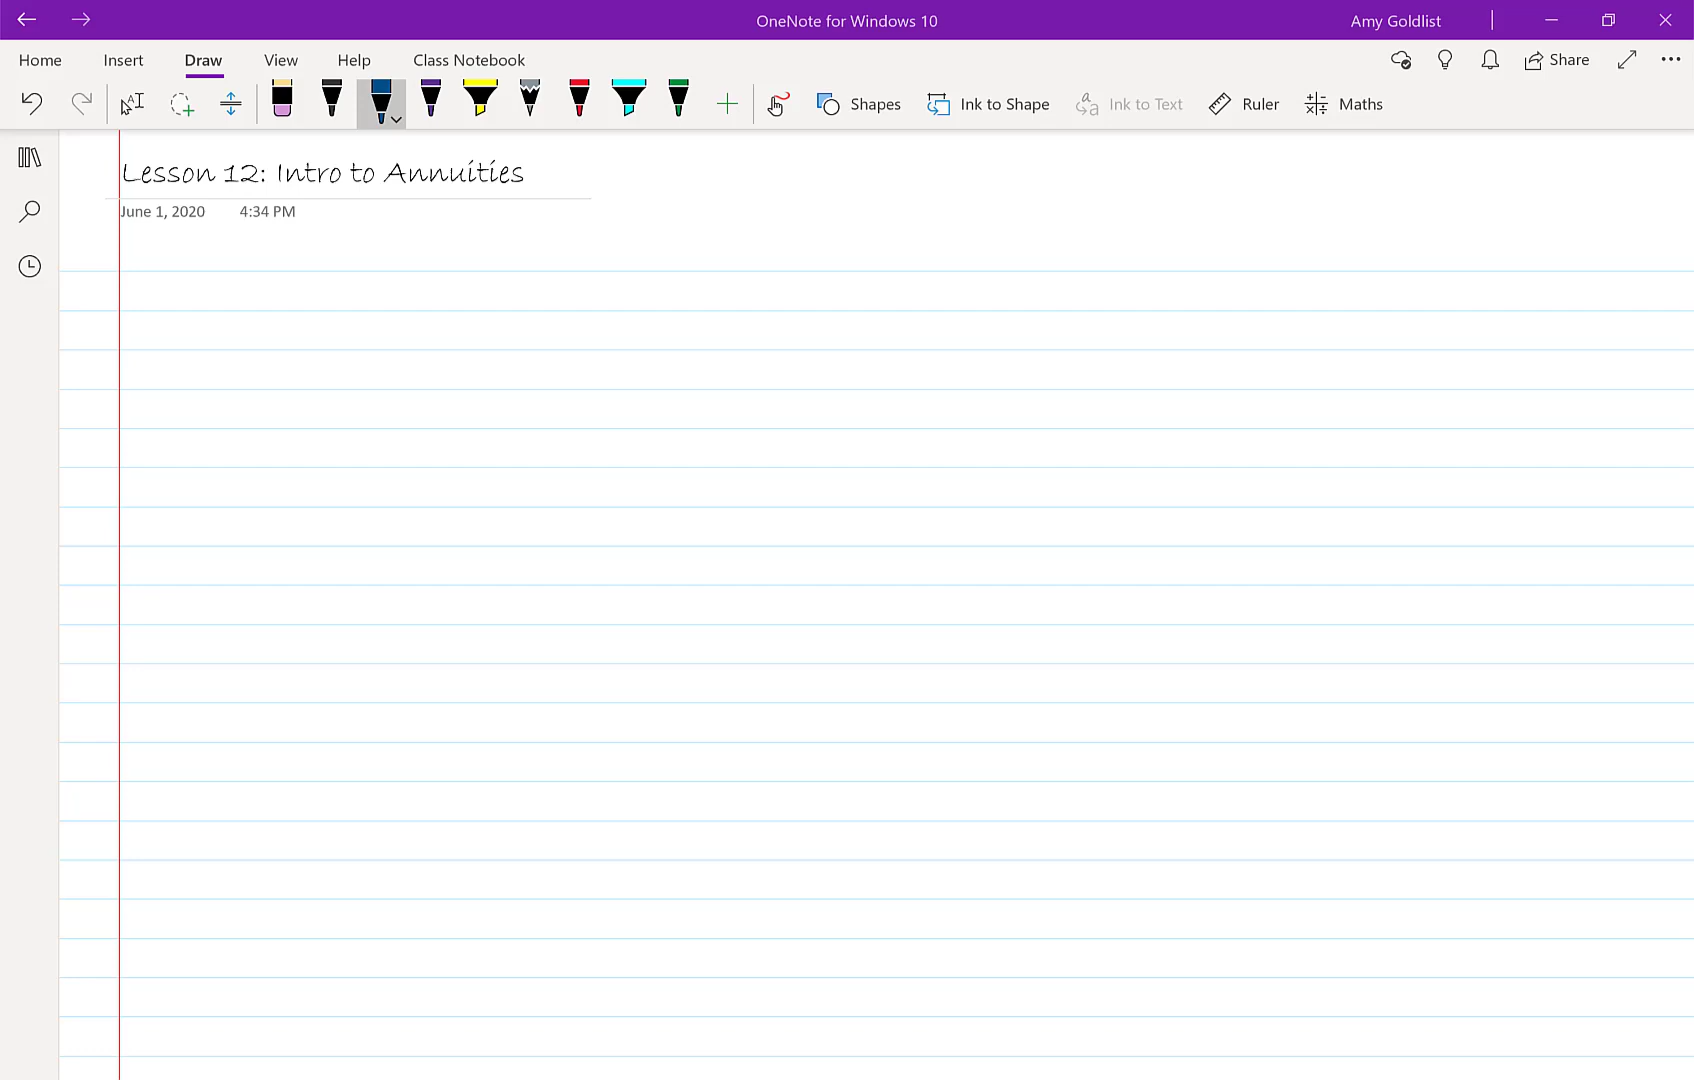 OneNote for Windows 10
Amy Goldlist
Home Insert Draw View Help Class Notebook
Share
Shapes Ink to Shape Ink to Text Ruler Maths
Lesson 12: Intro to Annuities
June 1, 2020 4:34 PM